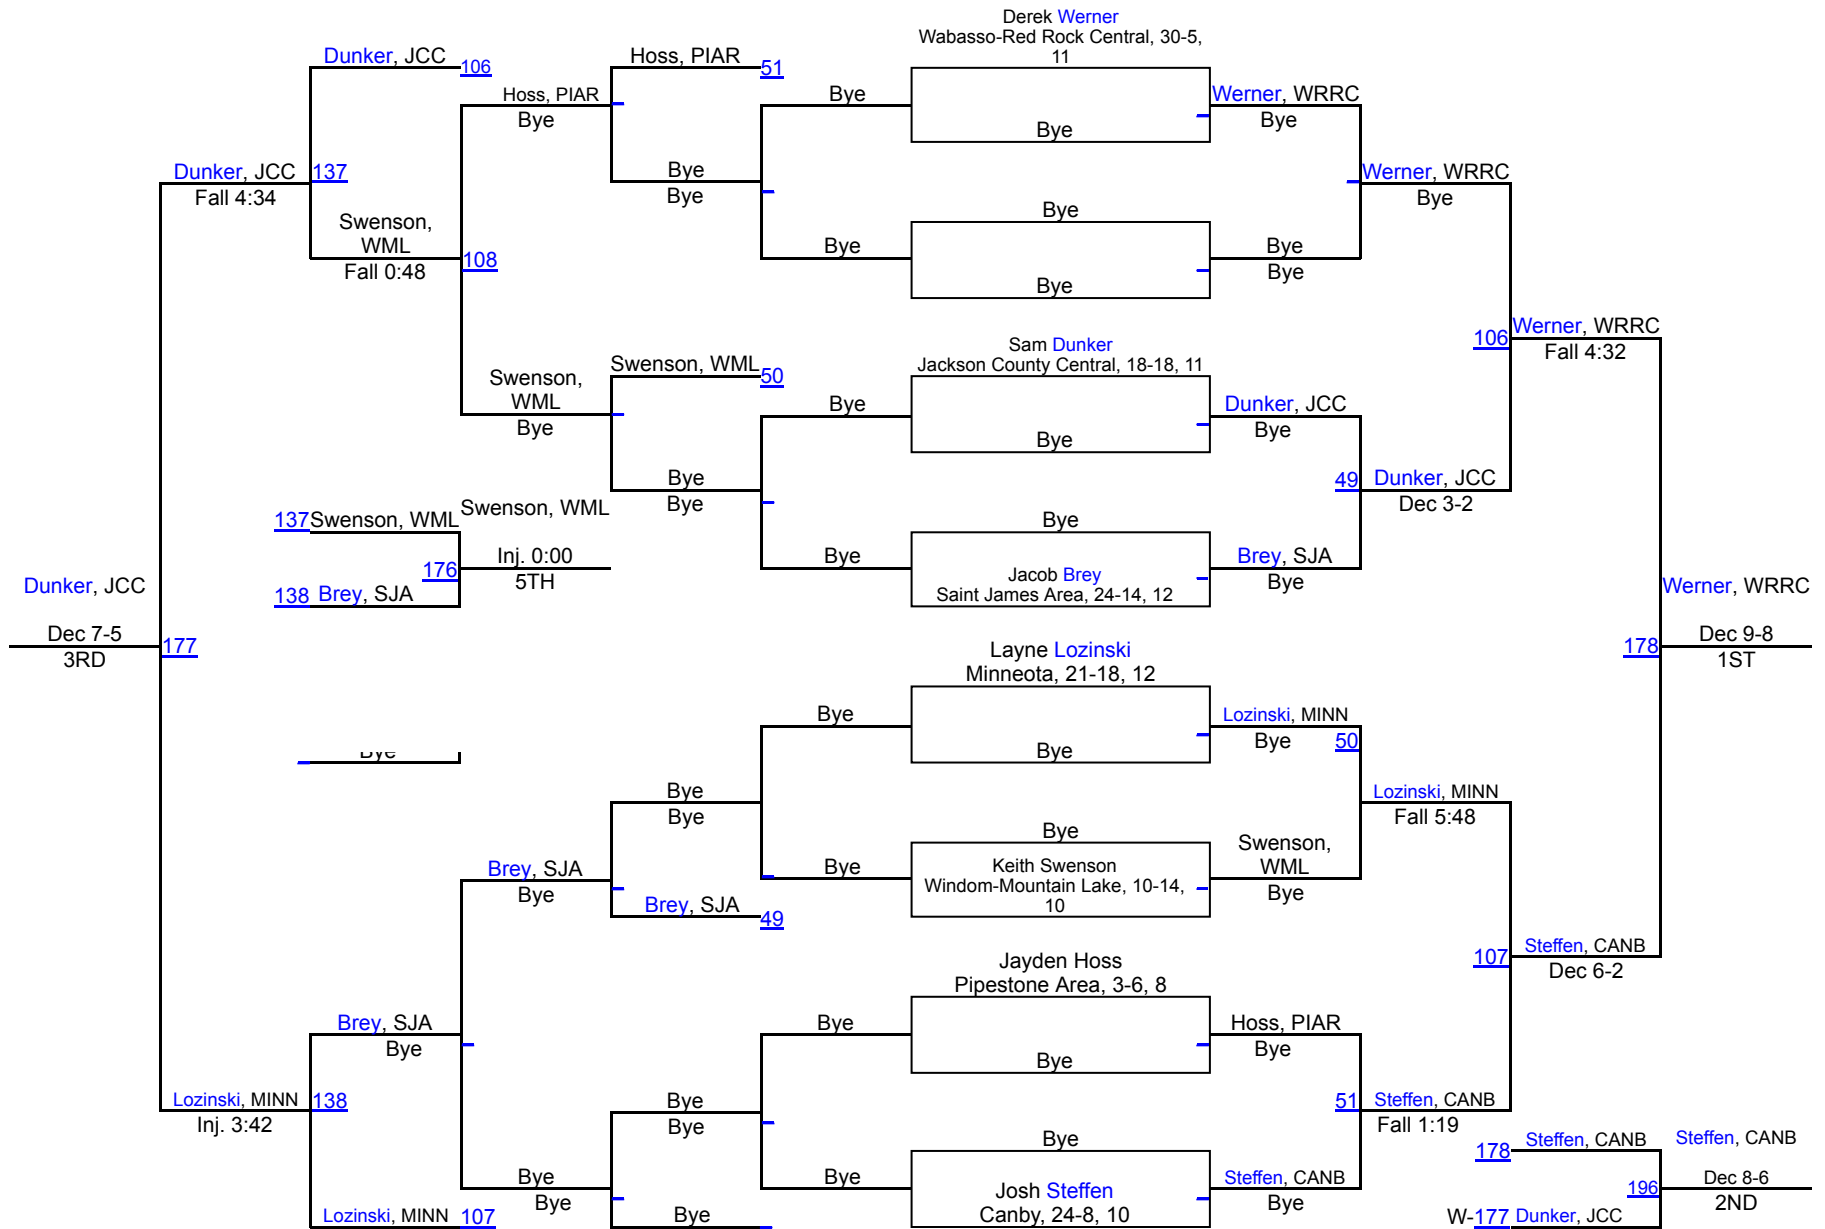 Derek Werner
Wabasso-Red Rock Central, 30-5,
11
Dunker, JCC 106
Hoss, PIAR 51
Hoss, PIAR
Bye
Bye
Bye
Werner, WRRC
Bye
Dunker, JCC 137
Fall 4:34
Bye
Bye
Werner, WRRC
Bye
Swenson,
WML
Fall 0:48
108
Bye
Bye
Bye
Bye
Bye
Sam Dunker
Jackson County Central, 18-18, 11
106 Werner, WRRC
Fall 4:32
Swenson, WML 50
Swenson,
WML
Bye
Bye
Bye
Dunker, JCC
Bye
Bye
Bye
49 Dunker, JCC
Dec 3-2
137 Swenson, WML
Swenson, WML
Bye
Inj. 0:00
176
5TH
Bye
Jacob Brey
Saint James Area, 24-14, 12
Brey, SJA
Bye
138 Brey, SJA
Dunker, JCC
Dec 7-5
3RD
177
Werner, WRRC
178
Dec 9-8
1ST
Layne Lozinski
Minneota, 21-18, 12
Bye
Bye
Lozinski, MINN
Bye 50
Bye
Bye
Bye
Lozinski, MINN
Fall 5:48
Bye
Bye
Keith Swenson
Windom-Mountain Lake, 10-14,
10
Swenson,
WML
Bye
Brey, SJA
Bye
Brey, SJA 49
107 Steffen, CANB
Dec 6-2
Jayden Hoss
Pipestone Area, 3-6, 8
Brey, SJA
Bye
Bye
Bye
Hoss, PIAR
Bye
Lozinski, MINN 138
Inj. 3:42
Bye
Bye
51 Steffen, CANB
Fall 1:19
Bye
Bye
Bye
Bye
Josh Steffen
Canby, 24-8, 10
Steffen, CANB
Bye
178 Steffen, CANB
Steffen, CANB
196
Dec 8-6
2ND
Lozinski, MINN 107
Bye
W-177 Dunker, JCC